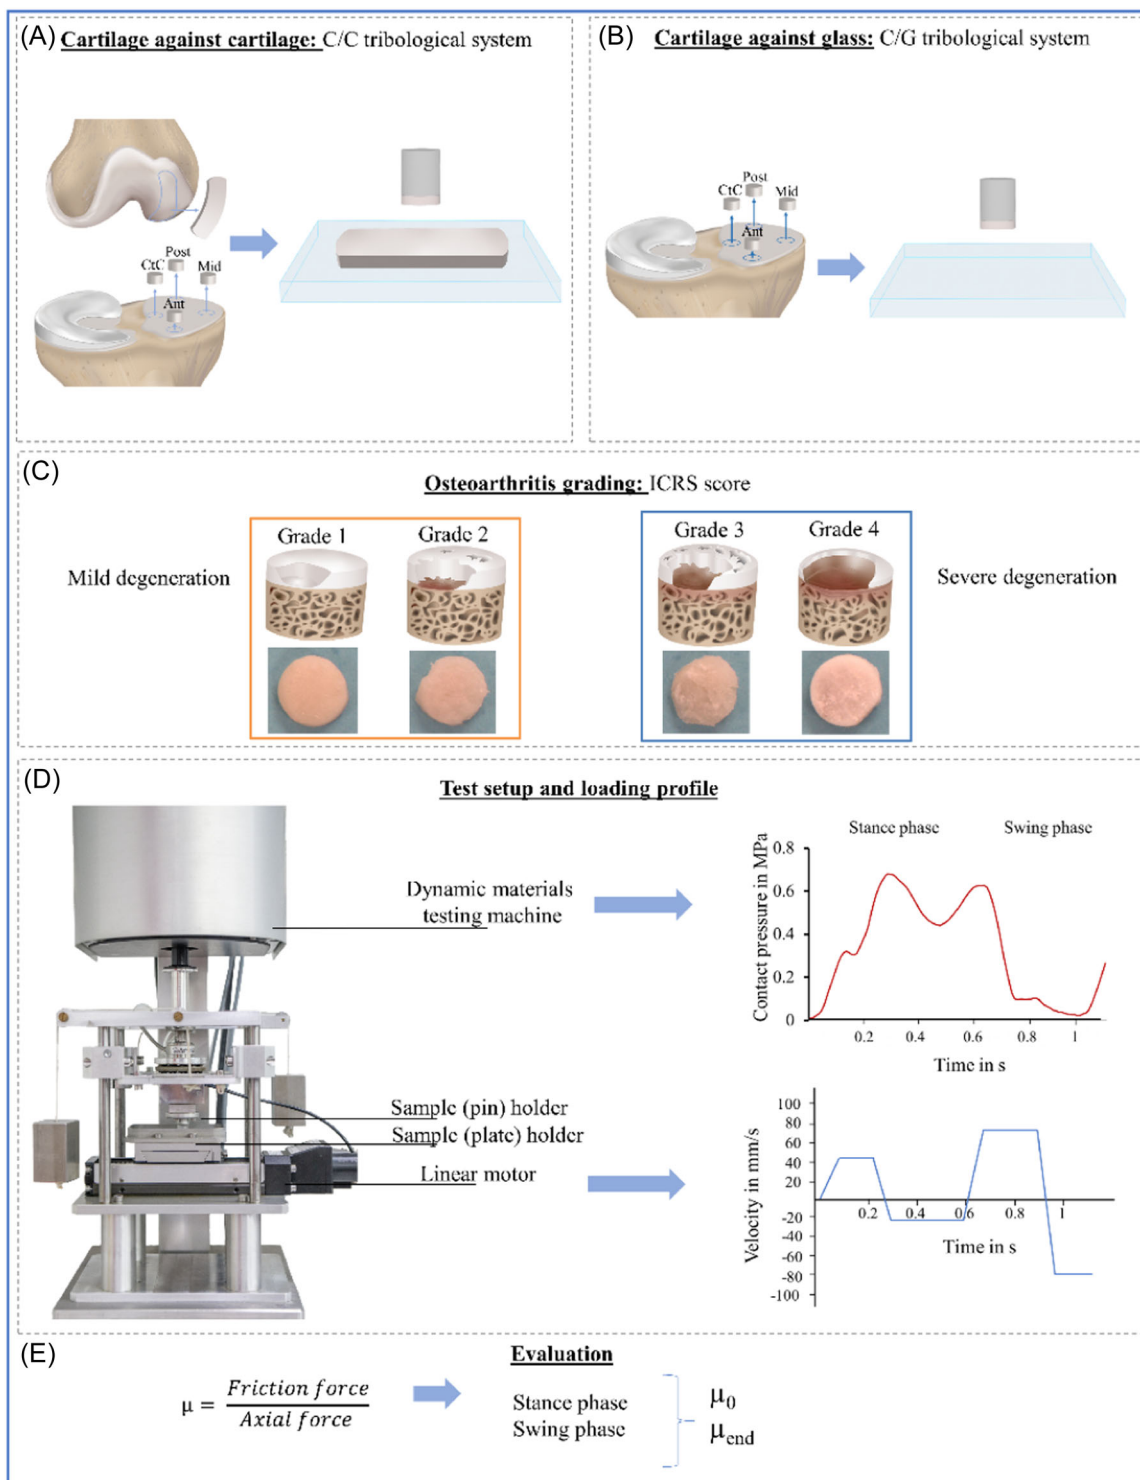 (A) Cartilage against cartilage: C/C tribological system
Post
CtC
Mid
Ant
(B) Cartilage against glass: C/G tribological system
Post
CtC
Mid
Ant
(C)
Osteoarthritis grading: ICRS score
Mild degeneration
Grade 1
Grade 2
Grade 3
Grade 4
Severe degeneration
(D)
Test setup and loading profile
Dynamic materials
testing machine
Sample (pin) holder
Sample (plate) holder
Linear motor
Stance phase
Swing phase
Contact pressure in MPa
0.8
0.6
0.4
0.2
0
0.2
0.4
0.6
0.8
1
Time in s
Velocity in mm/s
100
80
60
40
20
-20
-40
-60
-80
-100
0.2
0.4
0.6
0.8
1
Time in s
(E)
Evaluation
μ = Friction force / Axial force
Stance phase
Swing phase
μ0
μend